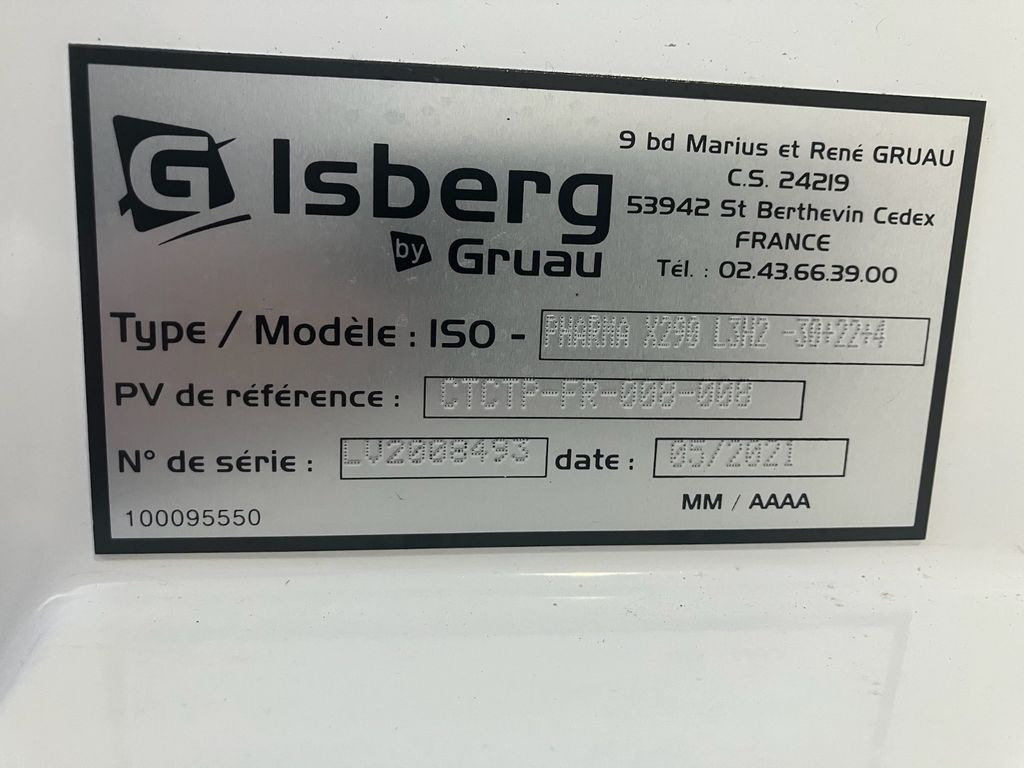 G Isberg
by Gruau
9 bd Marius et René GRUAU
C.S. 24219
53942 St Berthevin Cedex
FRANCE
Tél. : 02.43.66.39.00
Type / Modèle : ISO - PHARMA X290 L3H2 -30+22+4
PV de référence : CTCTP-FR-008-008
N° de série : LV2008493 date : 05/2021
MM / AAAA
100095550